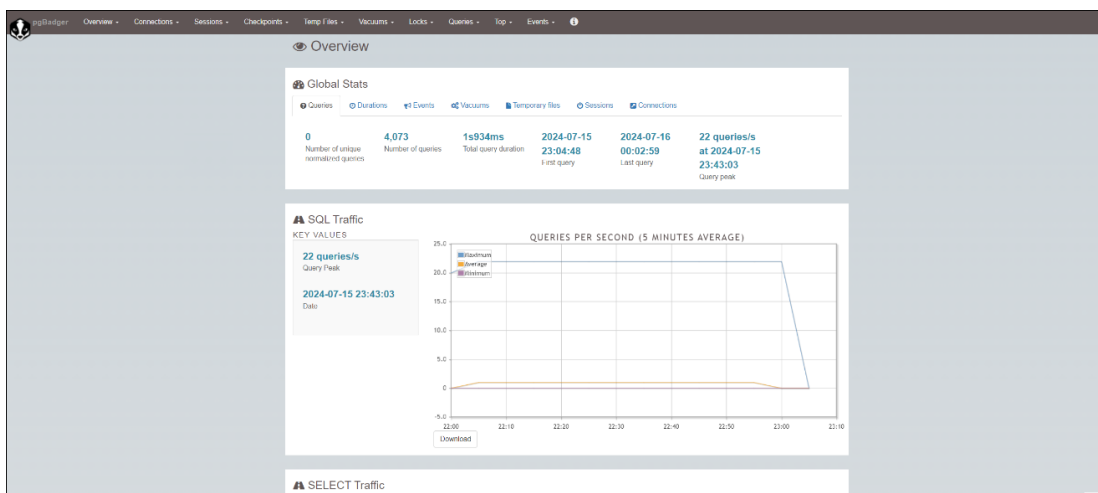 pgBadger Overview Connections Sessions Checkpoints Temp Files Vacuums Locks Queries Top Events
Overview
Global Stats
Queries Durations Events Vacuums Temporary files Sessions Connections
0
Number of unique
normalized queries
4,073
Number of queries
1s934ms
Total query duration
2024-07-15
23:04:48
First query
2024-07-16
00:02:59
Last query
22 queries/s
at 2024-07-15
23:43:03
Query peak
SQL Traffic
KEY VALUES
22 queries/s
Query Peak
2024-07-15 23:43:03
Date
QUERIES PER SECOND (5 MINUTES AVERAGE)
Maximum
Average
Minimum
25.0
20.0
15.0
10.0
5.0
0
-5.0
22:00 22:10 22:20 22:30 22:40 22:50 23:00 23:10
Download
SELECT Traffic